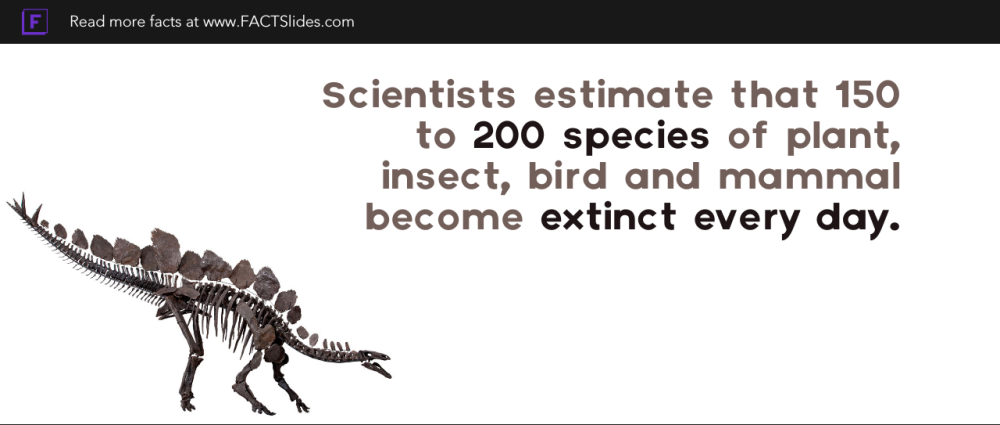 F
Read more facts at www.FACTSlides.com
Scientists estimate that 150
to 200 species of plant,
insect, bird and mammal
become extinct every day.